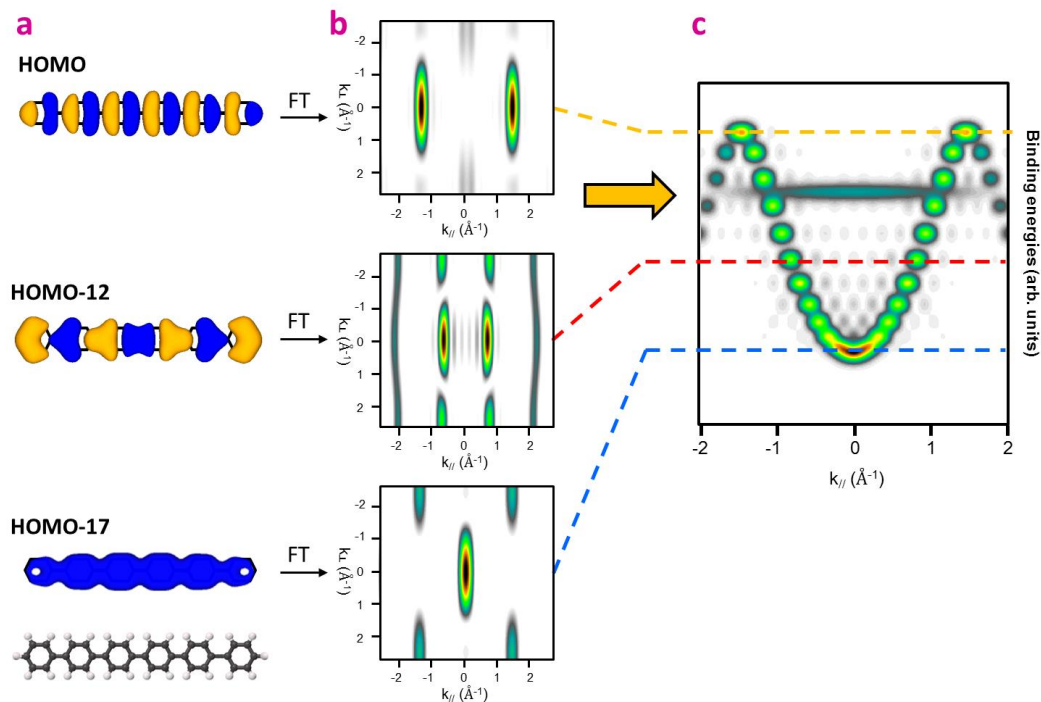 a
b
c
HOMO
FT
k⊥ (Å-1)
-2
-1
0
1
2
-2 -1 0 1 2
k// (Å-1)
HOMO-12
FT
k⊥ (Å-1)
-2
-1
0
1
2
-2 -1 0 1 2
k// (Å-1)
HOMO-17
FT
k⊥ (Å-1)
-2
-1
0
1
2
-2 -1 0 1 2
k// (Å-1)
Binding energies (arb. units)
-2 -1 0 1 2
k// (Å-1)